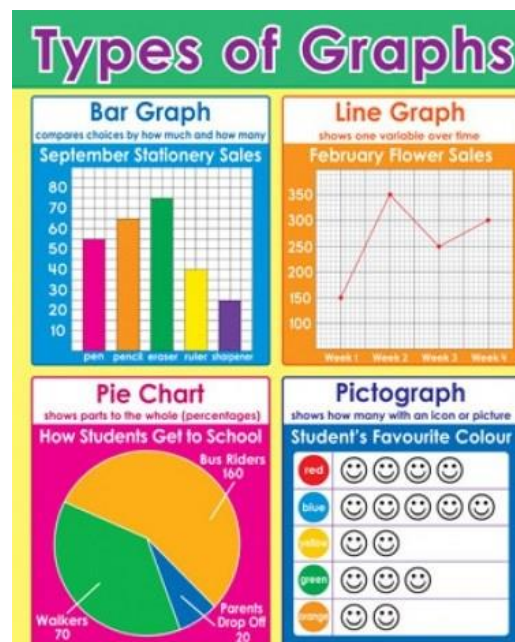 Types of Graphs
Bar Graph
compares choices by how much and how many
September Stationery Sales
80
70
60
50
40
30
20
10
pen pencil eraser ruler sharpener
Line Graph
shows one variable over time
February Flower Sales
350
300
250
200
150
100
Week 1 Week 2 Week 3 Week 4
Pie Chart
shows parts to the whole (percentages)
How Students Get to School
Bus Riders
160
Walkers
70
Parents
Drop Off
20
Pictograph
shows how many with an icon or picture
Student's Favourite Colour
red
blue
yellow
green
orange